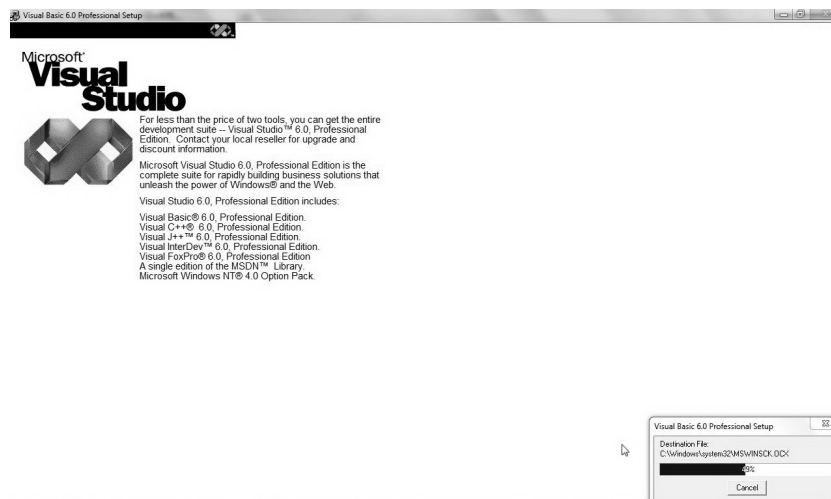 Visual Basic 6.0 Professional Setup
Microsoft®
Visual
Studio
For less than the price of two tools, you can get the entire
development suite -- Visual Studio™ 6.0, Professional
Edition. Contact your local reseller for upgrade and
discount information.
Microsoft Visual Studio 6.0, Professional Edition is the
complete suite for rapidly building business solutions that
unleash the power of Windows® and the Web.
Visual Studio 6.0, Professional Edition includes:
Visual Basic® 6.0, Professional Edition.
Visual C++® 6.0, Professional Edition.
Visual J++™ 6.0, Professional Edition.
Visual InterDev™ 6.0, Professional Edition.
Visual FoxPro® 6.0, Professional Edition
A single edition of the MSDN™ Library.
Microsoft Windows NT® 4.0 Option Pack.
Visual Basic 6.0 Professional Setup
Destination File:
C:\Windows\system32\MSWINSCK.OCX
49%
Cancel